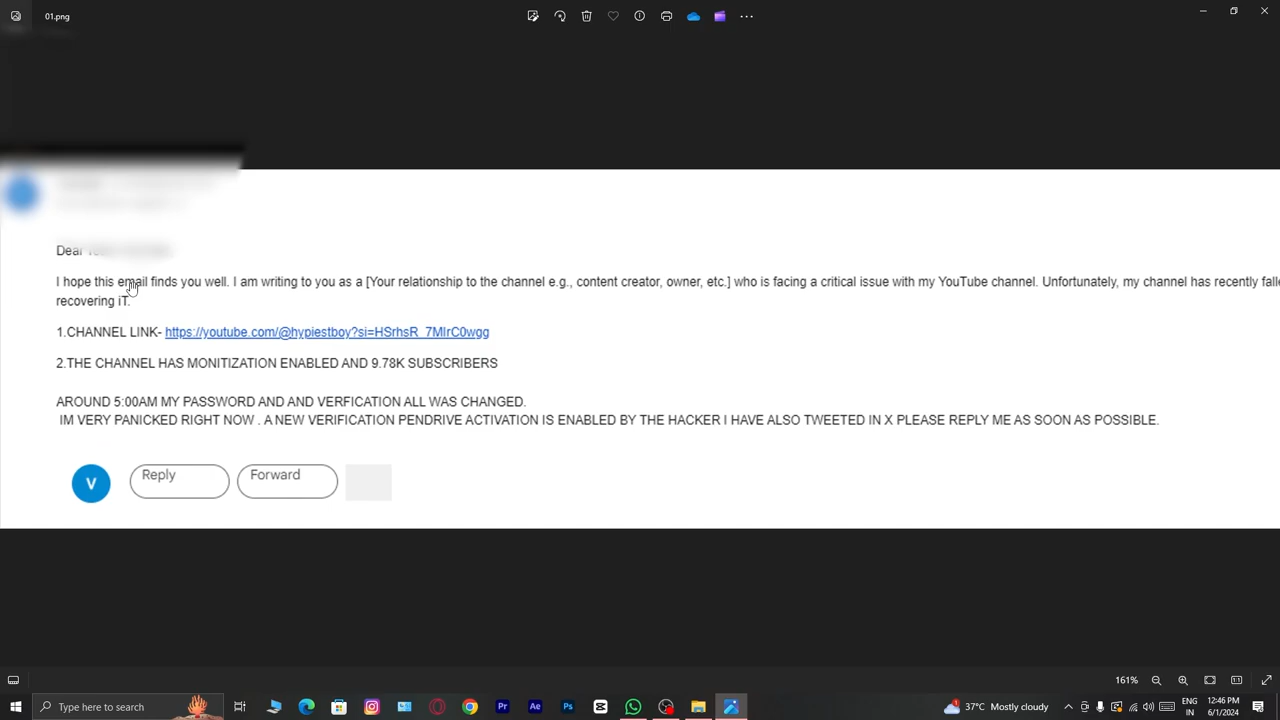 01.png
Dear
I hope this email finds you well. I am writing to you as a [Your relationship to the channel e.g., content creator, owner, etc.] who is facing a critical issue with my YouTube channel. Unfortunately, my channel has recently falle
recovering iT.
1.CHANNEL LINK- https://youtube.com/@hypiestboy?si=HSrhsR_7MIrC0wgg
2.THE CHANNEL HAS MONITIZATION ENABLED AND 9.78K SUBSCRIBERS
AROUND 5:00AM MY PASSWORD AND AND VERFICATION ALL WAS CHANGED.
IM VERY PANICKED RIGHT NOW . A NEW VERIFICATION PENDRIVE ACTIVATION IS ENABLED BY THE HACKER I HAVE ALSO TWEETED IN X PLEASE REPLY ME AS SOON AS POSSIBLE.
V Reply Forward
161%
Type here to search Pr Ae Ps 37°C Mostly cloudy ENG 12:46 PM
IN 6/1/2024